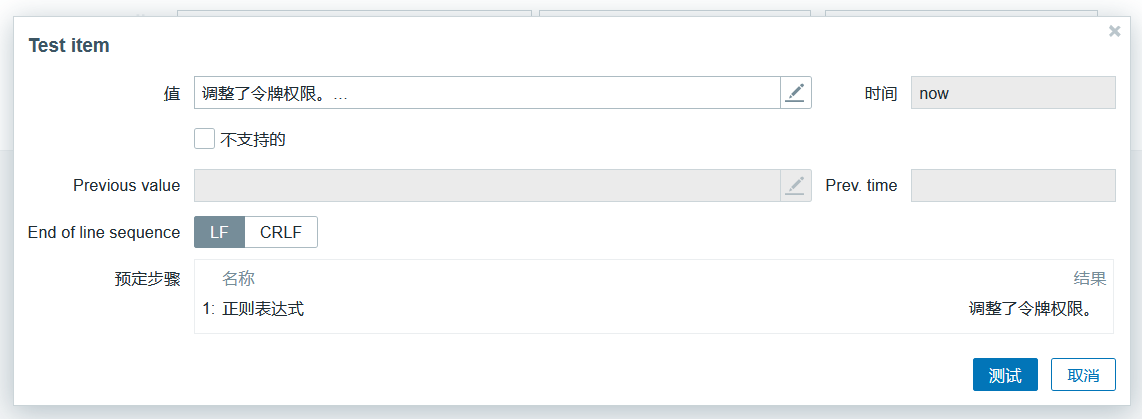 Test item
值 调整了令牌权限。… 时间 now
不支持的
Previous value Prev. time
End of line sequence LF CRLF
预定步骤 名称 结果
1: 正则表达式 调整了令牌权限。
测试 取消